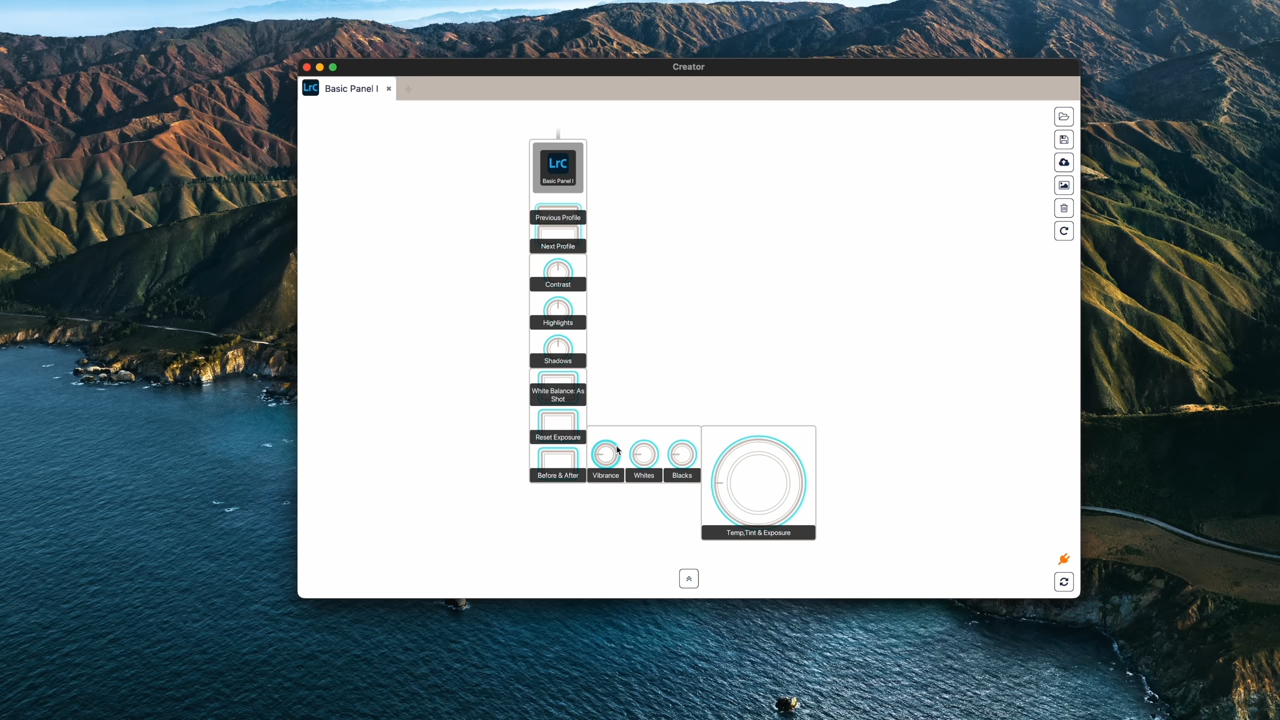 Creator
LrC Basic Panel I
LrC
Basic Panel I
Previous Profile
Next Profile
Contrast
Highlights
Shadows
White Balance: As
Shot
Reset Exposure
Before & After
Vibrance
Whites
Blacks
Temp,Tint & Exposure